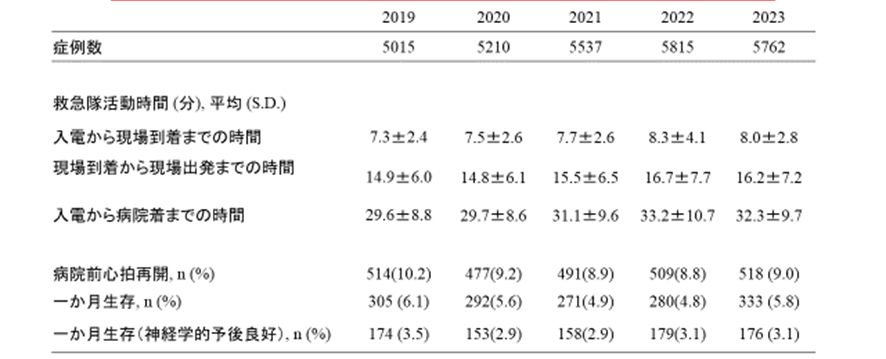 2019 2020 2021 2022 2023
症例数 5015 5210 5537 5815 5762
救急隊活動時間 (分), 平均 (S.D.)
入電から現場到着までの時間 7.3±2.4 7.5±2.6 7.7±2.6 8.3±4.1 8.0±2.8
現場到着から現場出発までの時間 14.9±6.0 14.8±6.1 15.5±6.5 16.7±7.7 16.2±7.2
入電から病院着までの時間 29.6±8.8 29.7±8.6 31.1±9.6 33.2±10.7 32.3±9.7
病院前心拍再開, n (%) 514(10.2) 477(9.2) 491(8.9) 509(8.8) 518 (9.0)
一か月生存, n (%) 305 (6.1) 292(5.6) 271(4.9) 280(4.8) 333 (5.8)
一か月生存（神経学的予後良好）, n (%) 174 (3.5) 153(2.9) 158(2.9) 179(3.1) 176 (3.1)